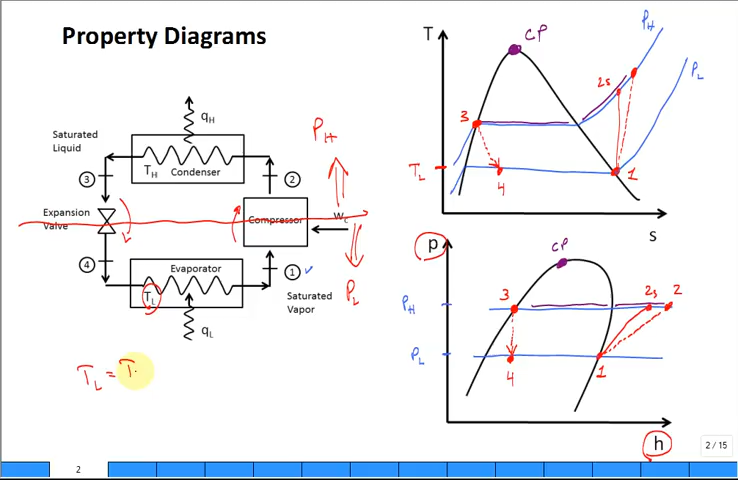 Property Diagrams
q_H
Saturated
Liquid
T_H
Condenser
3
2
P_H
Expansion
Valve
Compressor
W_c
4
Evaporator
1
T_L
Saturated
Vapor
P_L
q_L
T_L = T.
T
CP
P_H
P_L
2s
3
T_L
4
1
s
p
CP
P_H
3
2s
2
P_L
4
1
h
2 / 15
2